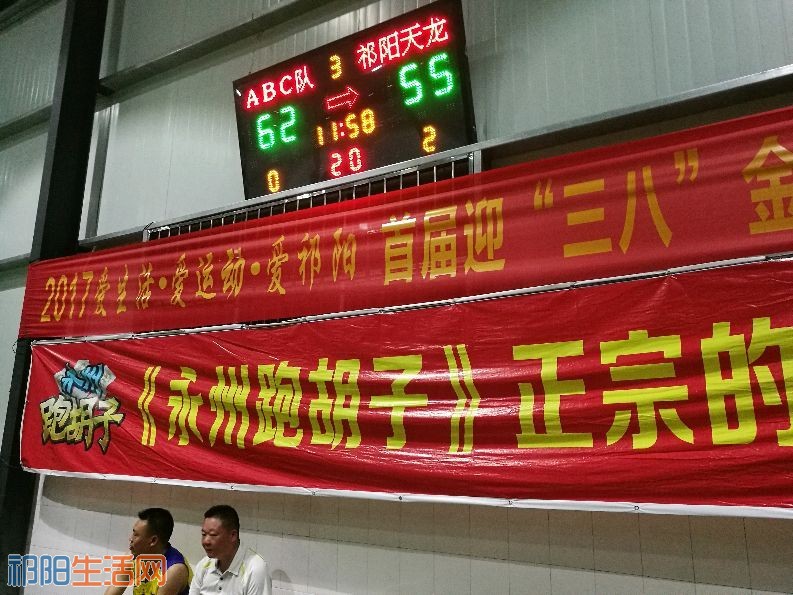 ABC队 3 祁阳天龙
62 55
11:58
0 20 2
2017爱生活·爱运动·爱祁阳 首届迎“三八”金
永州
跑胡子
《永州跑胡子》正宗的
祁阳生活网